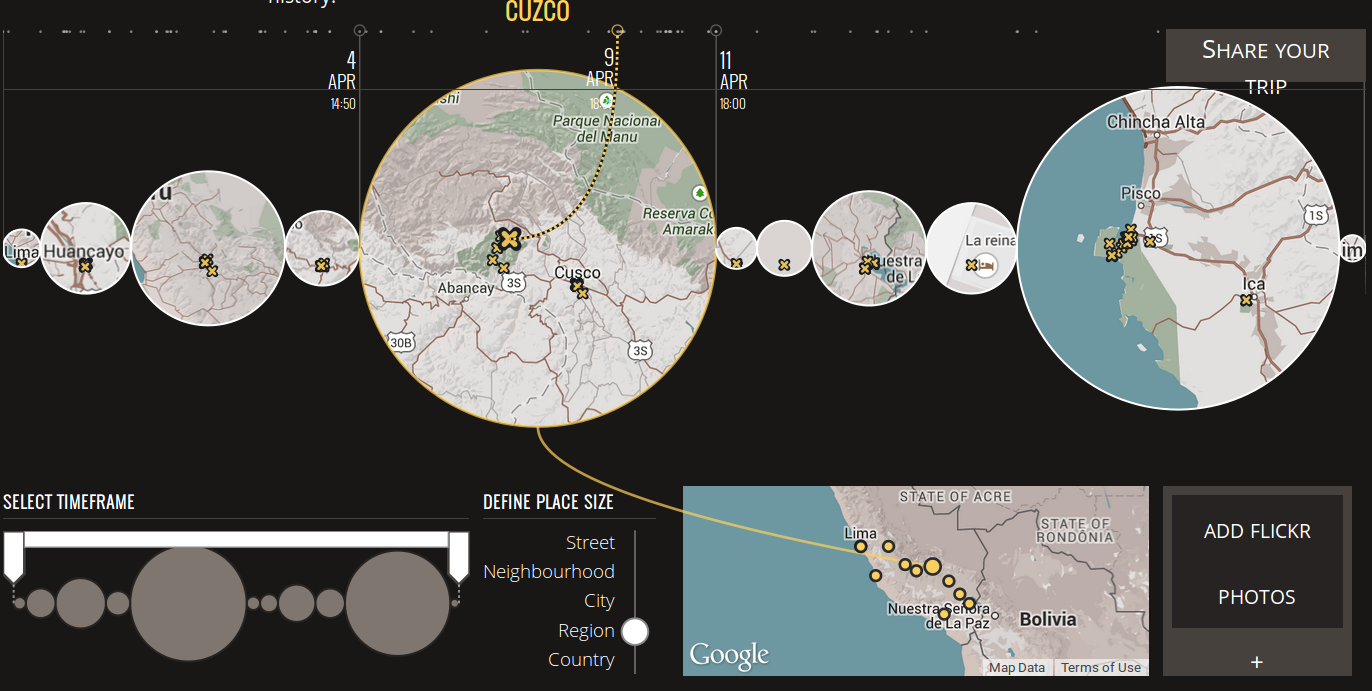 history.
CUZCO
4
APR
14:50
9
APR
11
APR
18:00
SHARE YOUR
TRIP
Lima
Huancayo
Parque Nacional
del Manu
Reserva Co
Amarak
Cusco
Abancay
3S
30B
3S
uestra
de L
La reina
Chincha Alta
Pisco
1S
Ica
im
SELECT TIMEFRAME
DEFINE PLACE SIZE
Street
Neighbourhood
City
Region
Country
STATE OF ACRE
STATE OF
RONDÔNIA
Lima
Nuestra Señora
de La Paz
Bolivia
Google
Map Data
Terms of Use
ADD FLICKR
PHOTOS
+